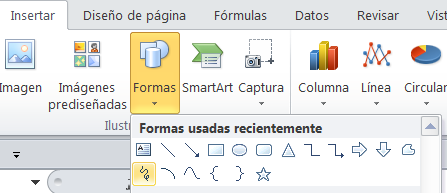 Insertar Diseño de página Fórmulas Datos Revisar
Imagen Imágenes prediseñadas Formas SmartArt Captura Columna Línea Circular
Formas usadas recientemente